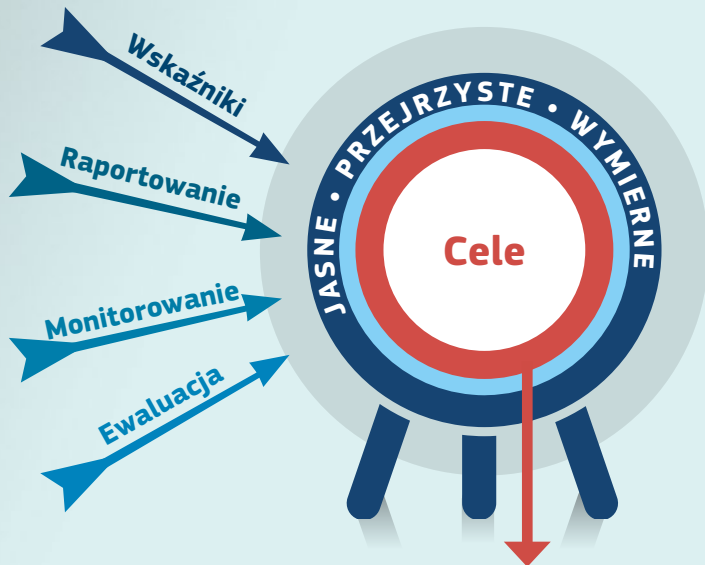 Wskaźniki
Raportowanie
Monitorowanie
Ewaluacja
JASNE • PRZEJRZYSTE • WYMIERNE
Cele